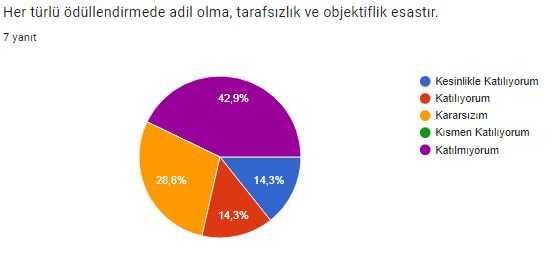 Her türlü ödüllendirmede adil olma, tarafsızlık ve objektiflik esastır.
7 yanıt
42,9%
28,6%
14,3%
14,3%
Kesinlikle Katılıyorum
Katılıyorum
Kararsızım
Kısmen Katılıyorum
Katılmıyorum